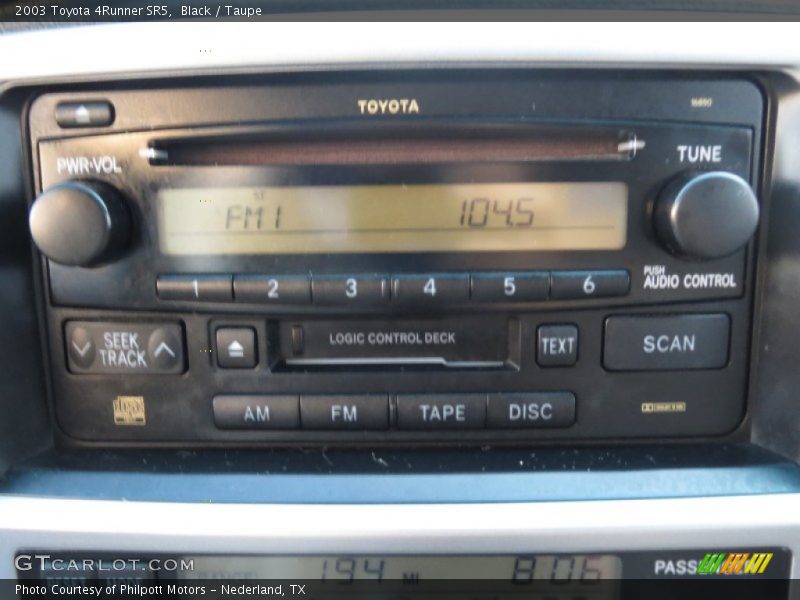 2003 Toyota 4Runner SR5,  Black / Taupe
TOYOTA
16850
PWR·VOL
TUNE
ST
FM1 104.5
1 2 3 4 5 6
PUSH
AUDIO CONTROL
SEEK
TRACK
LOGIC CONTROL DECK
TEXT
SCAN
AM FM TAPE DISC
GTCARLOT.COM
194 MI 8:06
PASS
Photo Courtesy of Philpott Motors – Nederland, TX